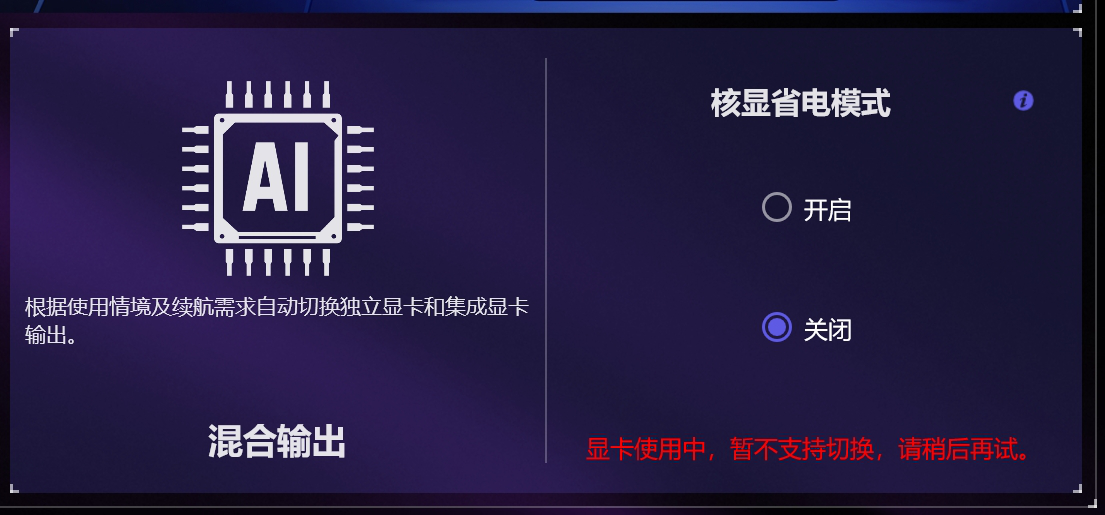 AI
根据使用情境及续航需求自动切换独立显卡和集成显卡
输出。
混合输出
核显省电模式
i
开启
关闭
显卡使用中，暂不支持切换，请稍后再试。